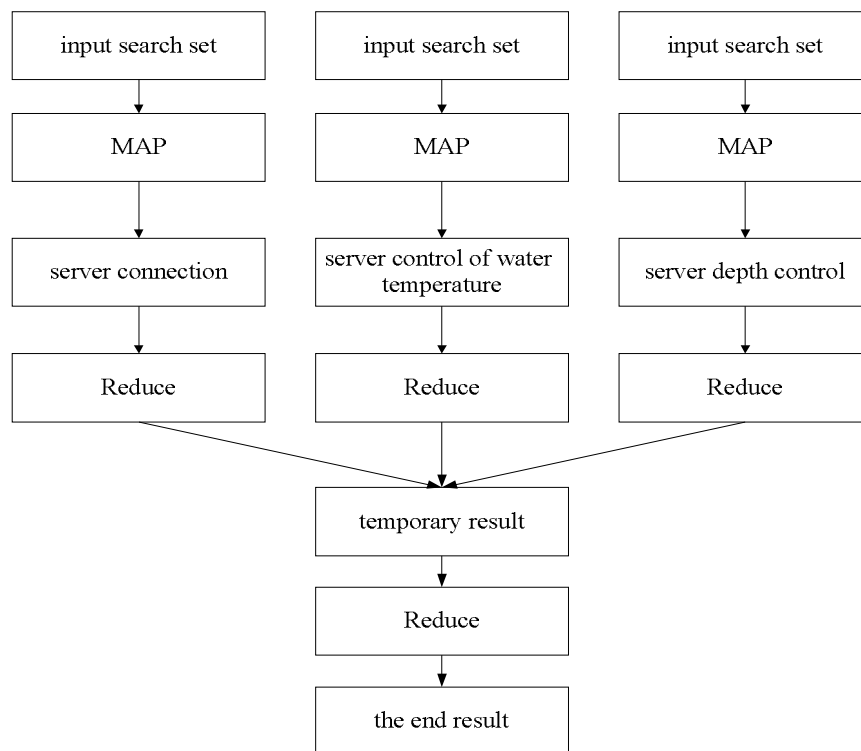 input search set
input search set
input search set
MAP
MAP
MAP
server connection
server control of water
temperature
server depth control
Reduce
Reduce
Reduce
temporary result
Reduce
the end result